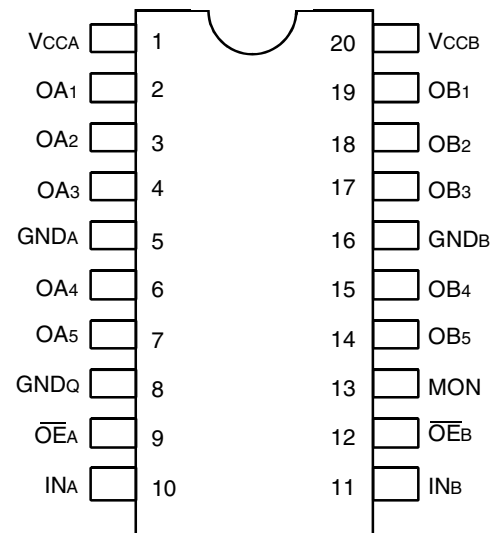 VCCA 1 20 VCCB
OA1 2 19 OB1
OA2 3 18 OB2
OA3 4 17 OB3
GNDA 5 16 GNDB
OA4 6 15 OB4
OA5 7 14 OB5
GNDQ 8 13 MON
O̅E̅A 9 12 O̅E̅B
INA 10 11 INB